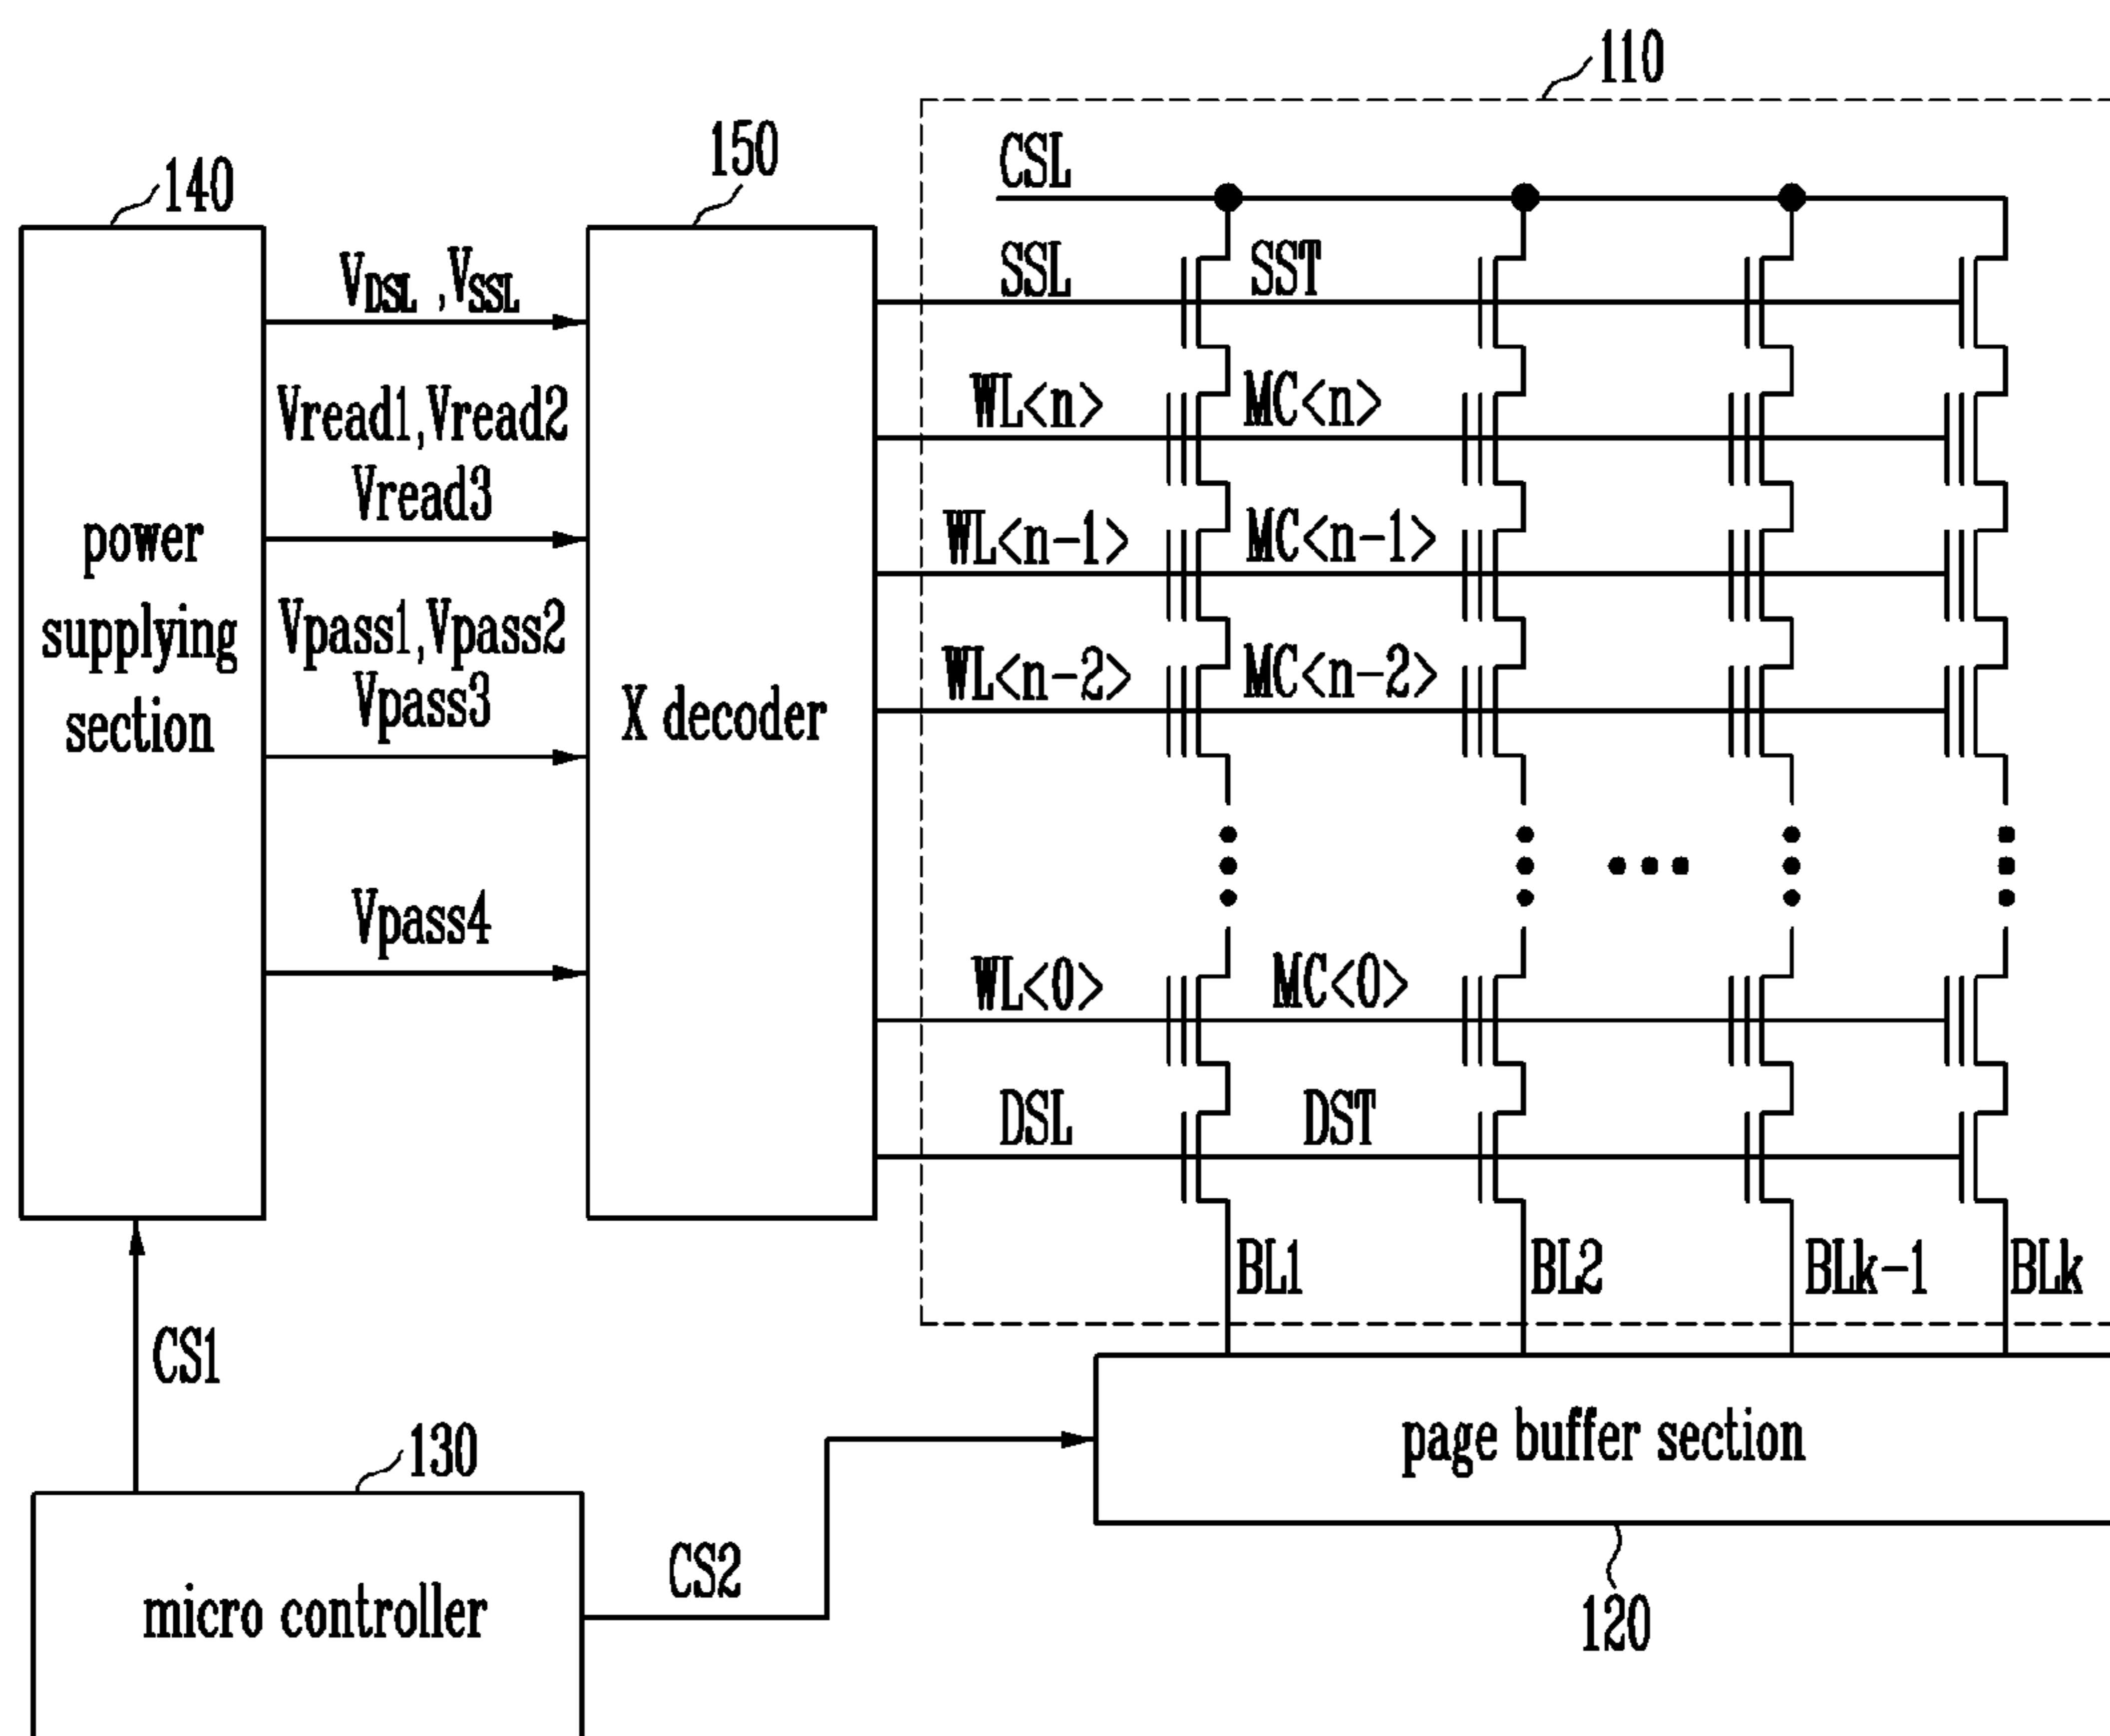 110
150
140
CSL
VDSL ,VSSL
SSL
SST
Vread1,Vread2
Vread3
WL<n>
MC<n>
power
supplying
section
WL<n-1>
MC<n-1>
Vpass1,Vpass2
Vpass3
X decoder
WL<n-2>
MC<n-2>
Vpass4
WL<0>
MC<0>
DSL
DST
BL1
BL2
BLk-1
BLk
CS1
130
page buffer section
CS2
micro controller
120